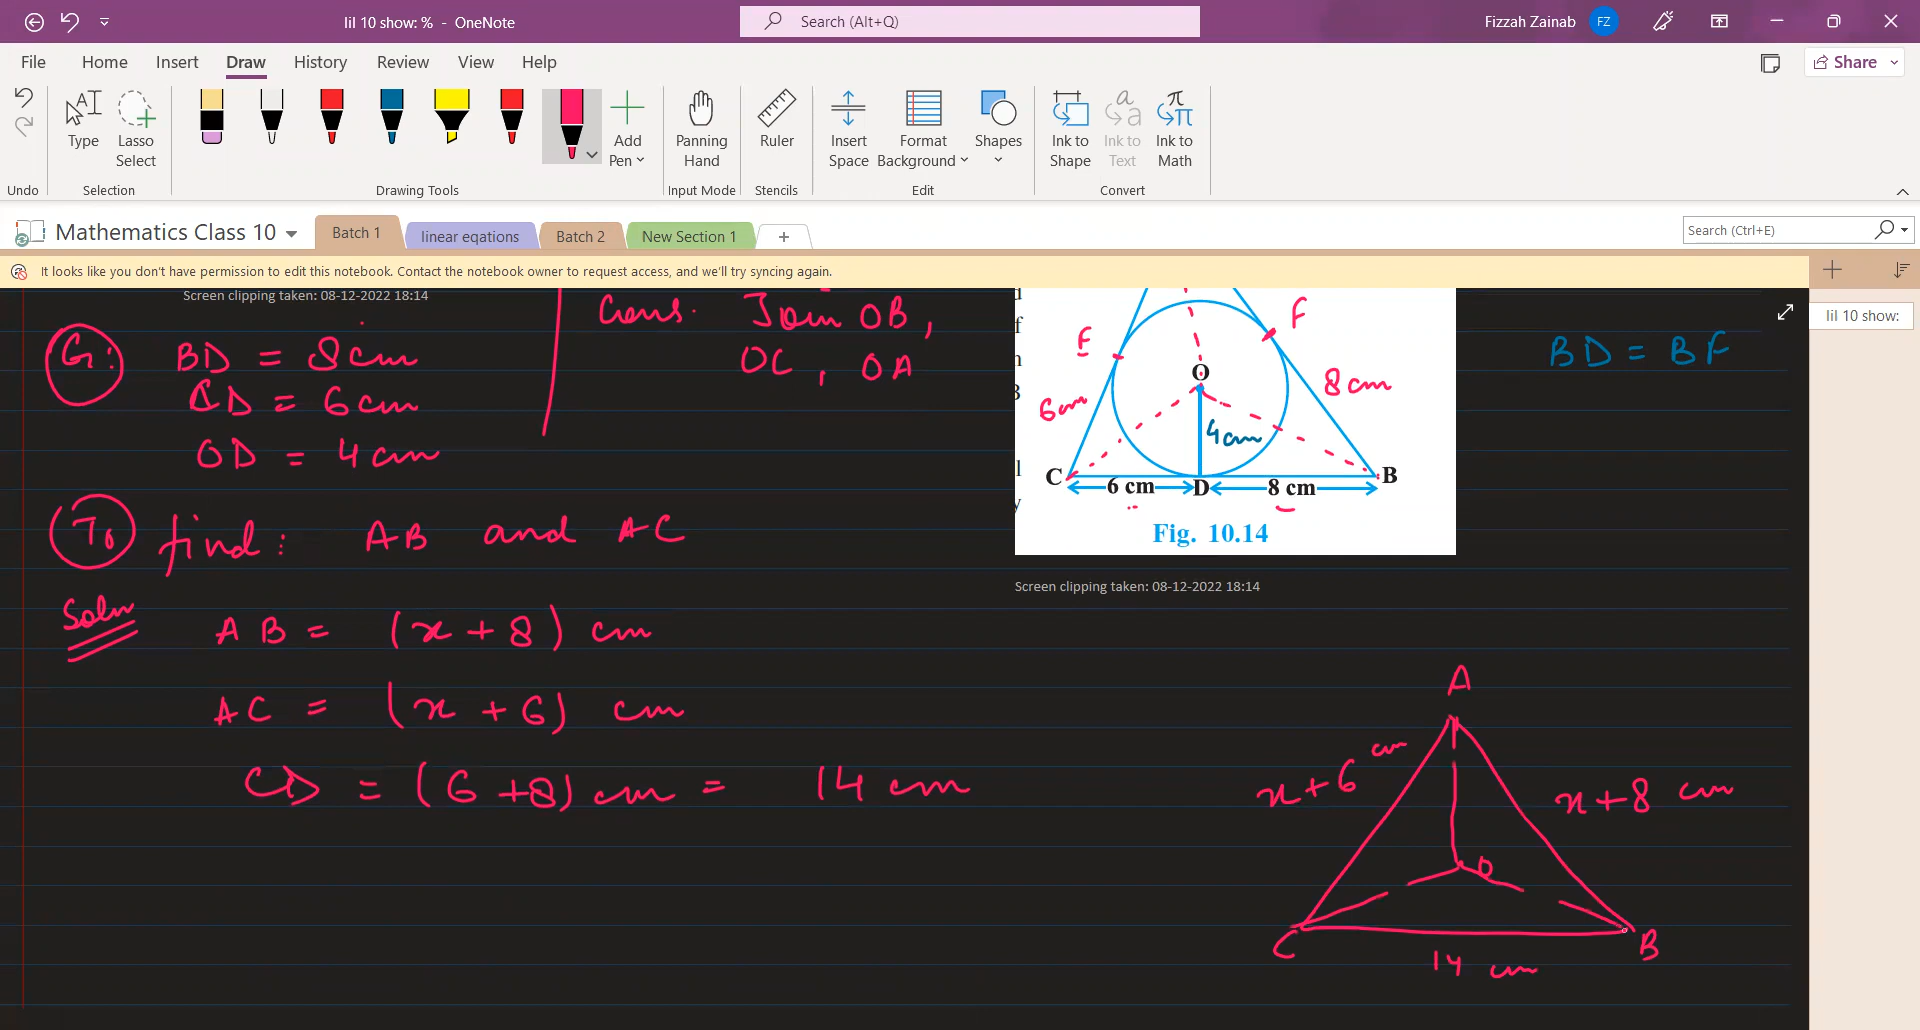 lil 10 show: % - OneNote
Search (Alt+Q)
Fizzah Zainab
FZ
File Home Insert Draw History Review View Help
Share
Type
Lasso Select
Add Pen
Panning Hand
Ruler
Insert Space
Format Background
Shapes
Ink to Shape
Ink to Text
Ink to Math
Undo
Selection
Drawing Tools
Input Mode
Stencils
Edit
Convert
Mathematics Class 10
Batch 1
linear eqations
Batch 2
New Section 1
+
Search (Ctrl+E)
It looks like you don't have permission to edit this notebook. Contact the notebook owner to request access, and we'll try syncing again.
lil 10 show:
Screen clipping taken: 08-12-2022 18:14
G:
BD = 8cm
CD = 6cm
OD = 4cm
Cons. Join OB,
OC, OA
F
F
O
6cm
8cm
4cm
C
6 cm
D
8 cm
B
Fig. 10.14
Screen clipping taken: 08-12-2022 18:14
BD = BF
To find: AB and AC
Soln
AB = (x+8) cm
AC = (x+6) cm
CD = (6+8) cm = 14 cm
A
x+6 cm
x+8 cm
O
C
B
14 cm